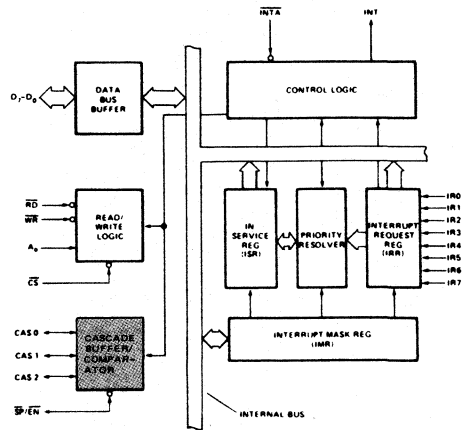 INTA
INT
D7-D0
DATA
BUS
BUFFER
CONTROL LOGIC
RD
WR
A0
CS
READ/
WRITE
LOGIC
IN
SERVICE
REG
(ISR)
PRIORITY
RESOLVER
INTERRUPT
REQUEST
REG
(IRR)
IR0
IR1
IR2
IR3
IR4
IR5
IR6
IR7
CAS 0
CAS 1
CAS 2
CASCADE
BUFFER/
COMPAR-
ATOR
INTERRUPT MASK REG
(IMR)
SP/EN
INTERNAL BUS